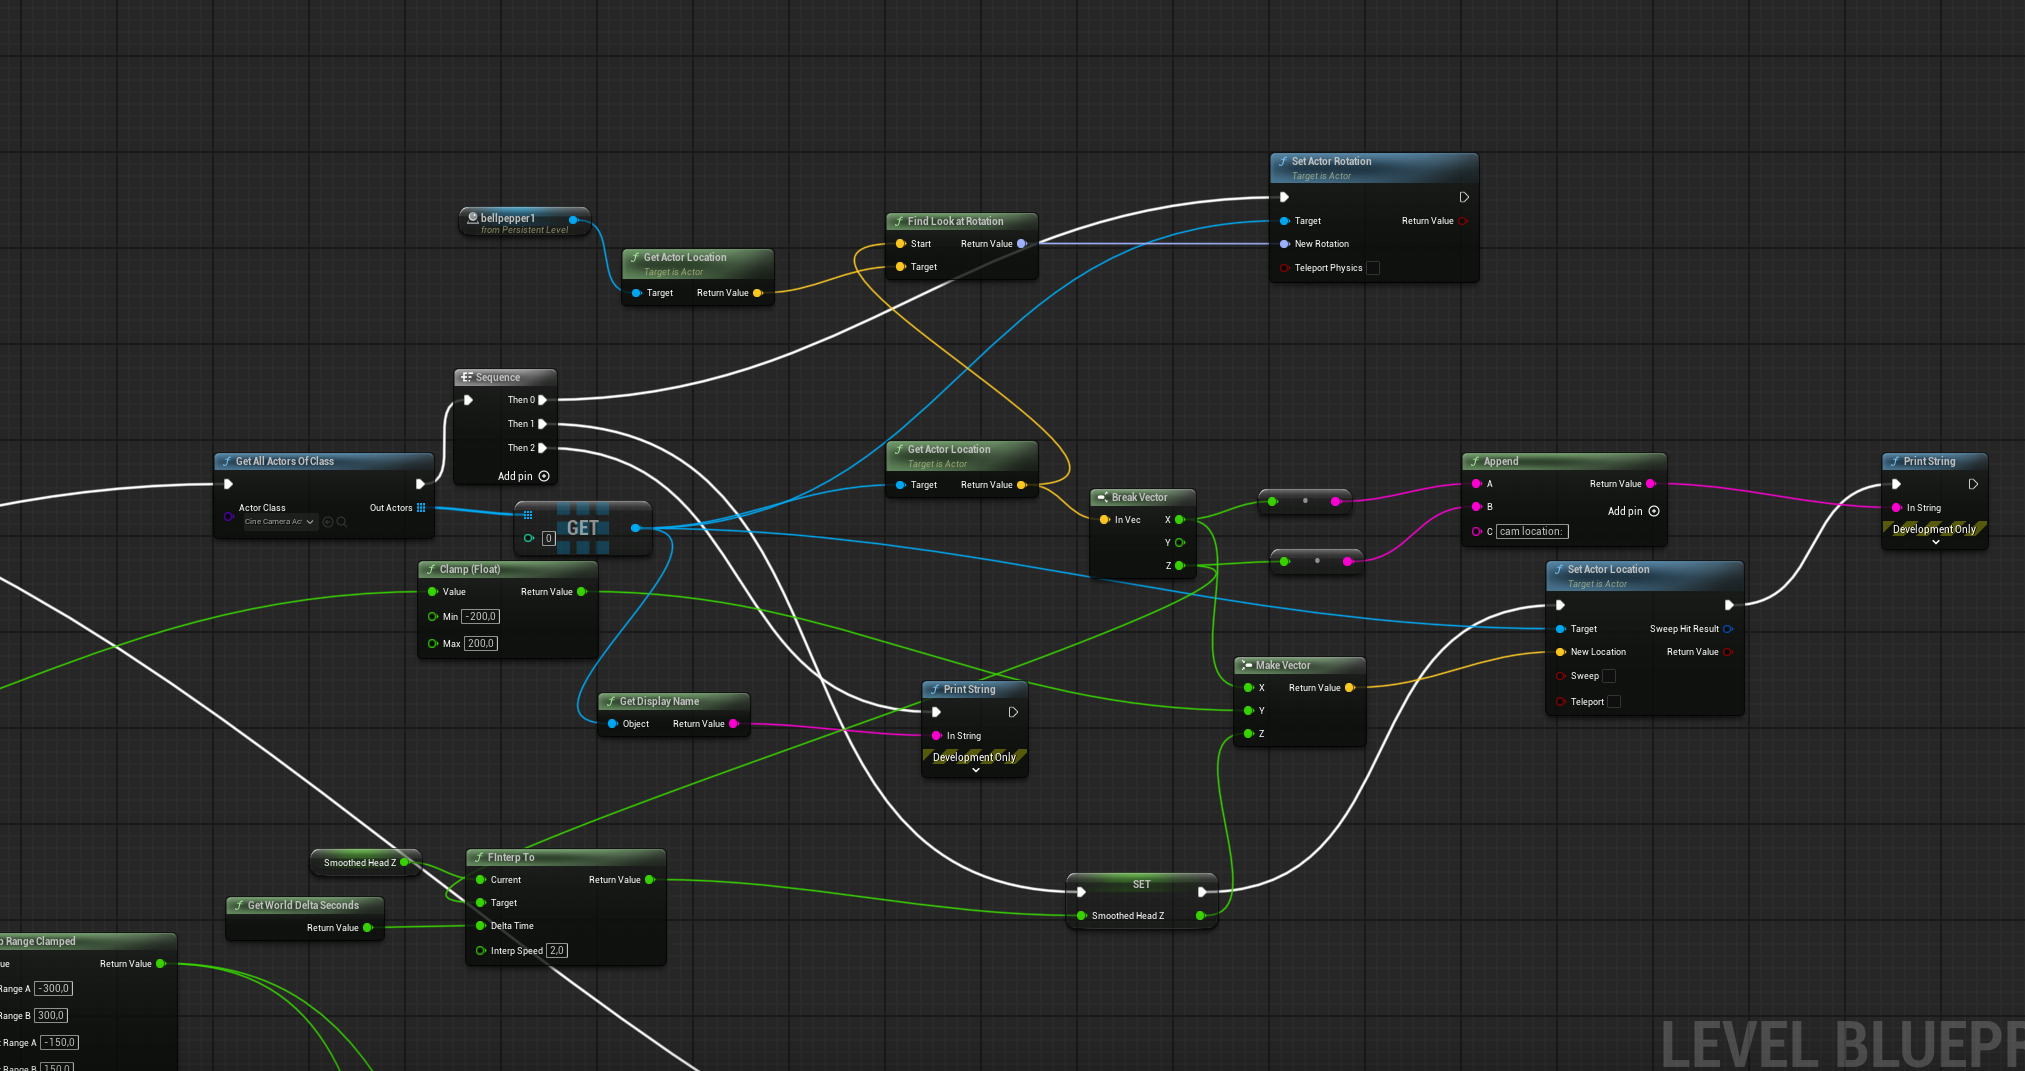 Set Actor Rotation
Target is Actor
Target
Return Value
New Rotation
Teleport Physics
bellpepper1
from Persistent Level
Get Actor Location
Target is Actor
Target
Return Value
Find Look at Rotation
Start
Return Value
Target
Sequence
Then 0
Then 1
Then 2
Add pin
Get All Actors Of Class
Actor Class
Out Actors
Cine Camera Ac
GET
0
Get Actor Location
Target is Actor
Target
Return Value
Break Vector
In Vec
X
Y
Z
Append
A
Return Value
B
Add pin
C
cam location:
Print String
In String
Development Only
Clamp (Float)
Value
Return Value
Min
-200,0
Max
200,0
Set Actor Location
Target is Actor
Target
Sweep Hit Result
New Location
Return Value
Sweep
Teleport
Make Vector
X
Return Value
Y
Z
Get Display Name
Object
Return Value
Print String
In String
Development Only
Smoothed Head Z
FInterp To
Current
Return Value
Target
Delta Time
Interp Speed
2,0
Get World Delta Seconds
Return Value
SET
Smoothed Head Z
p Range Clamped
ue
Return Value
Range A
-300,0
Range B
300,0
t Range A
-150,0
t Range B
150,0
LEVEL BLUEPR